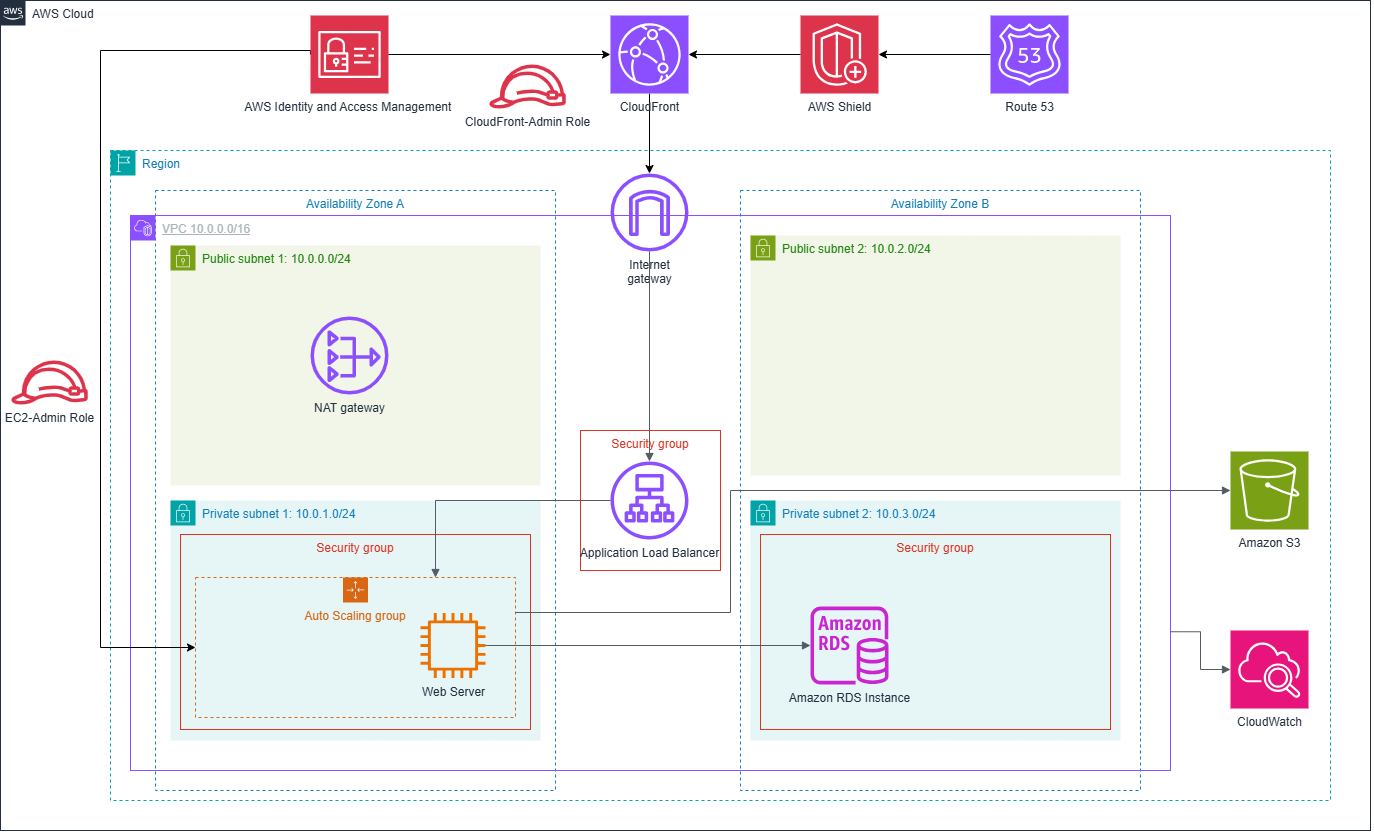 aws
AWS Cloud
53
AWS Identity and Access Management
CloudFront-Admin Role
CloudFront
AWS Shield
Route 53
Region
Availability Zone A
Availability Zone B
VPC 10.0.0.0/16
Public subnet 1: 10.0.0.0/24
Public subnet 2: 10.0.2.0/24
Internet
gateway
NAT gateway
EC2-Admin Role
Security group
Application Load Balancer
Private subnet 1: 10.0.1.0/24
Private subnet 2: 10.0.3.0/24
Security group
Security group
Auto Scaling group
Web Server
Amazon
RDS
Amazon RDS Instance
Amazon S3
CloudWatch